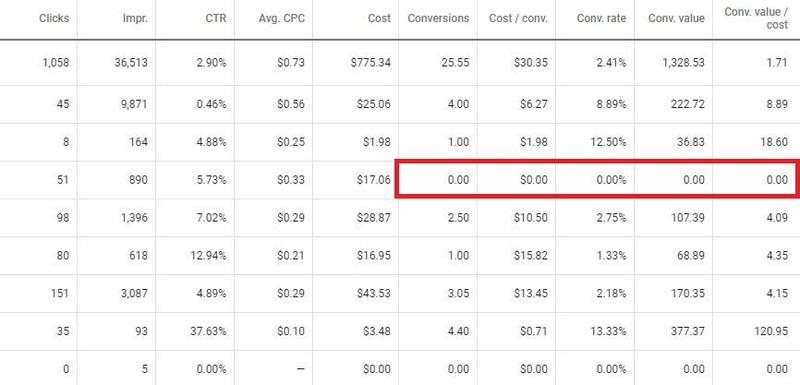 Clicks Impr. CTR Avg. CPC Cost Conversions Cost / conv. Conv. rate Conv. value Conv. value / cost
1,058 36,513 2.90% $0.73 $775.34 25.55 $30.35 2.41% 1,328.53 1.71
45 9,871 0.46% $0.56 $25.06 4.00 $6.27 8.89% 222.72 8.89
8 164 4.88% $0.25 $1.98 1.00 $1.98 12.50% 36.83 18.60
51 890 5.73% $0.33 $17.06 0.00 $0.00 0.00% 0.00 0.00
98 1,396 7.02% $0.29 $28.87 2.50 $10.50 2.75% 107.39 4.09
80 618 12.94% $0.21 $16.95 1.00 $15.82 1.33% 68.89 4.35
151 3,087 4.89% $0.29 $43.53 3.05 $13.45 2.18% 170.35 4.15
35 93 37.63% $0.10 $3.48 4.40 $0.71 13.33% 377.37 120.95
0 5 0.00% — $0.00 0.00 $0.00 0.00% 0.00 0.00